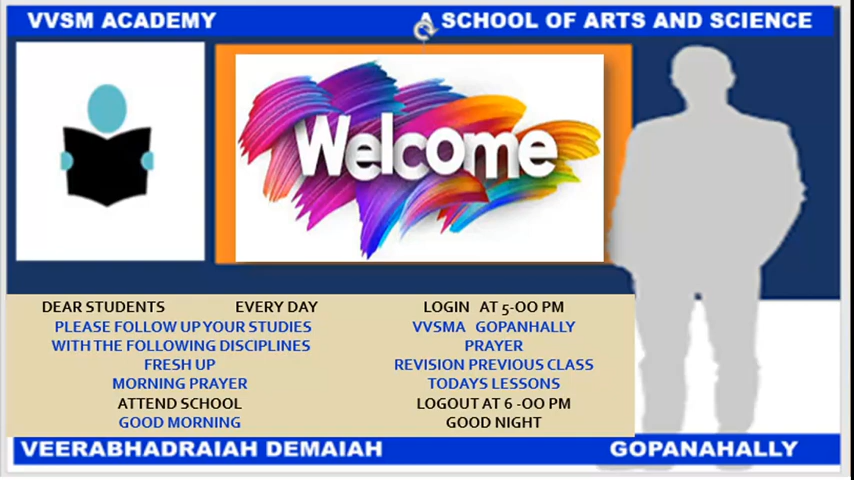 VVSM ACADEMY A SCHOOL OF ARTS AND SCIENCE
Welcome
DEAR STUDENTS EVERY DAY
PLEASE FOLLOW UP YOUR STUDIES
WITH THE FOLLOWING DISCIPLINES
FRESH UP
MORNING PRAYER
ATTEND SCHOOL
GOOD MORNING
LOGIN AT 5-00 PM
VVSMA GOPANHALLY
PRAYER
REVISION PREVIOUS CLASS
TODAYS LESSONS
LOGOUT AT 6 -00 PM
GOOD NIGHT
VEERABHADRAIAH DEMAIAH GOPANAHALLY